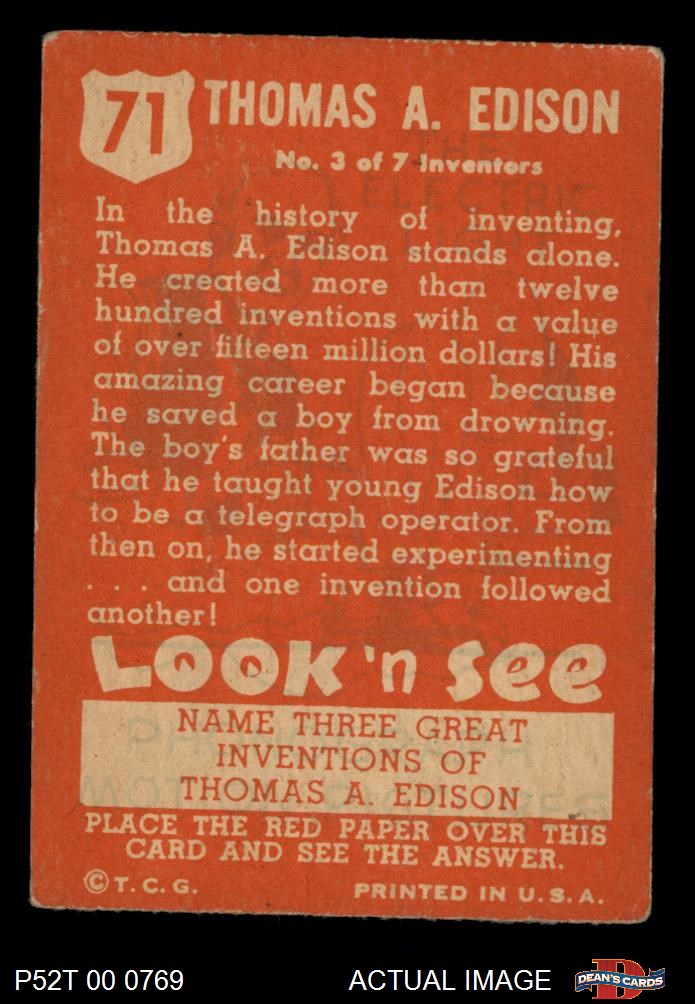 71
THOMAS A. EDISON
No. 3 of 7 Inventors
THE
ELECTRIC
In the history of inventing,
Thomas A. Edison stands alone.
He created more than twelve
hundred inventions with a value
of over fifteen million dollars! His
amazing career began because
he saved a boy from drowning.
The boy's father was so grateful
that he taught young Edison how
to be a telegraph operator. From
then on, he started experimenting
. . . and one invention followed
another!
LOOK 'n See
NAME THREE GREAT
INVENTIONS OF
THOMAS A. EDISON
PLACE THE RED PAPER OVER THIS
CARD AND SEE THE ANSWER.
© T. C. G.
PRINTED IN U. S. A.
P52T 00 0769
ACTUAL IMAGE
D
DEAN'S CARDS